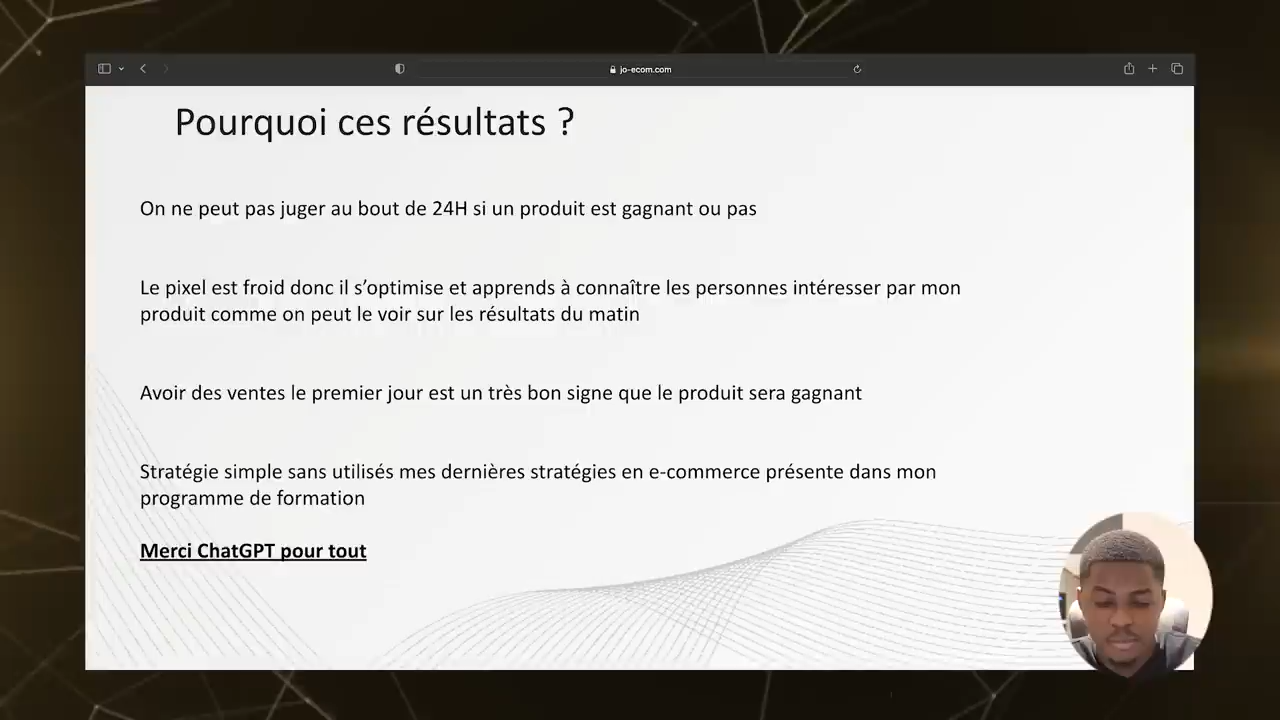 jo-ecom.com
Pourquoi ces résultats ?
On ne peut pas juger au bout de 24H si un produit est gagnant ou pas
Le pixel est froid donc il s’optimise et apprends à connaître les personnes intéresser par mon
produit comme on peut le voir sur les résultats du matin
Avoir des ventes le premier jour est un très bon signe que le produit sera gagnant
Stratégie simple sans utilisés mes dernières stratégies en e-commerce présente dans mon
programme de formation
Merci ChatGPT pour tout